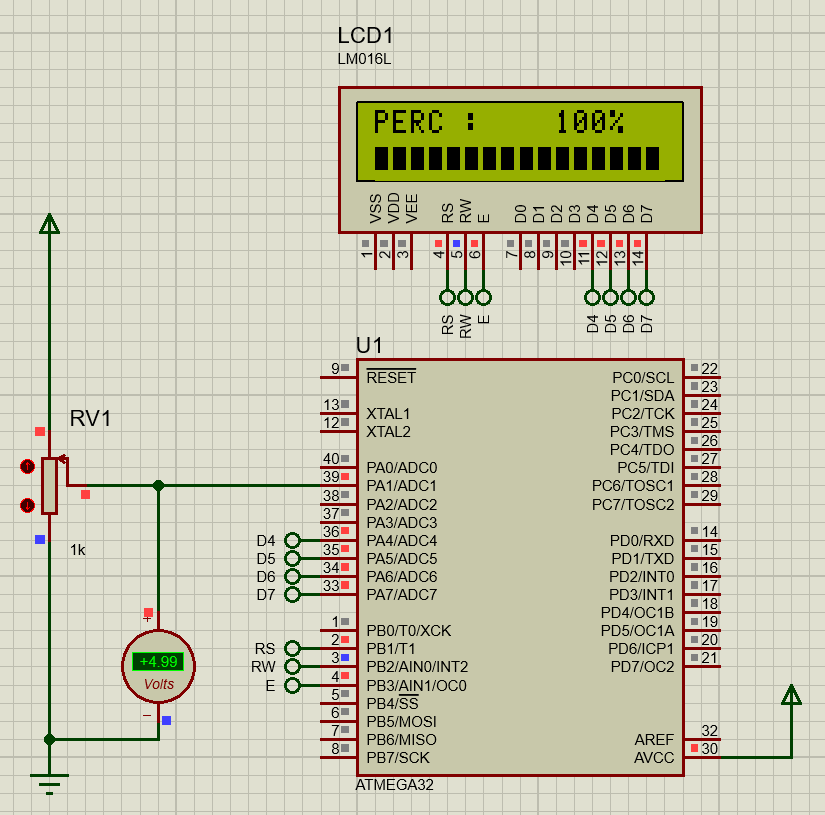 LCD1
LM016L
PERC : 100%
VSS VDD VEE RS RW E D0 D1 D2 D3 D4 D5 D6 D7
1 2 3 4 5 6 7 8 9 10 11 12 13 14
RS RW E D4 D5 D6 D7
U1
9 RESET PC0/SCL 22
PC1/SDA 23
13 XTAL1 PC2/TCK 24
12 XTAL2 PC3/TMS 25
PC4/TDO 26
40 PA0/ADC0 PC5/TDI 27
39 PA1/ADC1 PC6/TOSC1 28
38 PA2/ADC2 PC7/TOSC2 29
37 PA3/ADC3
D4 36 PA4/ADC4 PD0/RXD 14
D5 35 PA5/ADC5 PD1/TXD 15
D6 34 PA6/ADC6 PD2/INT0 16
D7 33 PA7/ADC7 PD3/INT1 17
PD4/OC1B 18
1 PB0/T0/XCK PD5/OC1A 19
RS 2 PB1/T1 PD6/ICP1 20
RW 3 PB2/AIN0/INT2 PD7/OC2 21
E 4 PB3/AIN1/OC0
5 PB4/SS
6 PB5/MOSI
7 PB6/MISO AREF 32
8 PB7/SCK AVCC 30
ATMEGA32
RV1
1k
+
+4.99
Volts
−